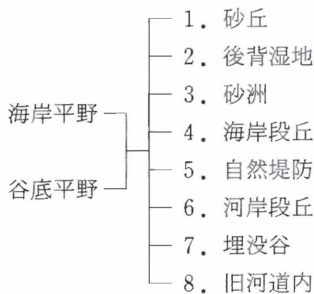 海岸平野
谷底平野
1．砂丘
2．後背湿地
3．砂洲
4．海岸段丘
5．自然堤防
6．河岸段丘
7．埋没谷
8．旧河道内